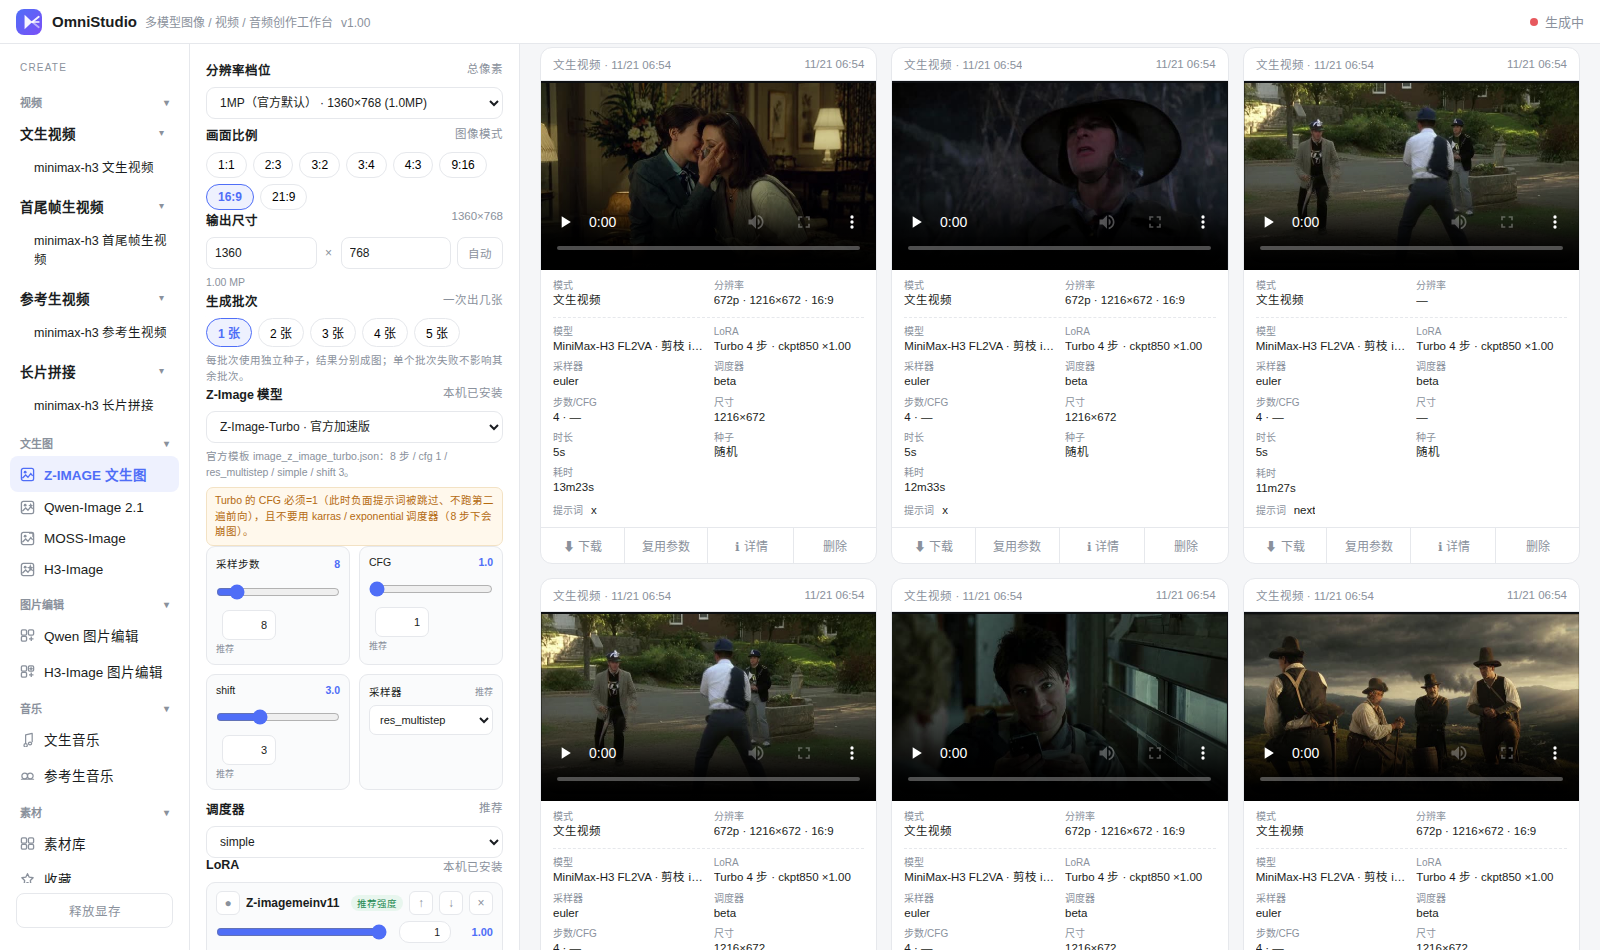 OmniStudio 多模型图像 / 视频 / 音频创作工作台 v1.00
生成中
CREATE
视频
文生视频
minimax-h3 文生视频
首尾帧生视频
minimax-h3 首尾帧生视
频
参考生视频
minimax-h3 参考生视频
长片拼接
minimax-h3 长片拼接
文生图
Z-IMAGE 文生图
Qwen-Image 2.1
MOSS-Image
H3-Image
图片编辑
Qwen 图片编辑
H3-Image 图片编辑
音乐
文生音乐
参考生音乐
素材
素材库
收藏
释放显存
分辨率档位 总像素
1MP（官方默认） · 1360×768 (1.0MP)
画面比例 图像模式
1:1 2:3 3:2 3:4 4:3 9:16
16:9 21:9
输出尺寸 1360×768
1360 × 768 自动
1.00 MP
生成批次 一次出几张
1 张 2 张 3 张 4 张 5 张
每批次使用独立种子，结果分别成图；单个批次失败不影响其
余批次。
Z-Image 模型 本机已安装
Z-Image-Turbo · 官方加速版
官方模板 image_z_image_turbo.json：8 步 / cfg 1 /
res_multistep / simple / shift 3。
Turbo 的 CFG 必须=1（此时负面提示词被跳过、不跑第二
遍前向），且不要用 karras / exponential 调度器（8 步下会
崩图）。
采样步数 8
8
推荐
CFG 1.0
1
推荐
shift 3.0
3
推荐
采样器 推荐
res_multistep
调度器 推荐
simple
LoRA 本机已安装
Z-imagemeinv11 推荐强度 ↑ ↓ ×
1 1.00
文生视频 · 11/21 06:54 11/21 06:54
0:00
模式 分辨率
文生视频 672p · 1216×672 · 16:9
模型 LoRA
MiniMax-H3 FL2VA · 剪枝 i… Turbo 4 步 · ckpt850 ×1.00
采样器 调度器
euler beta
步数/CFG 尺寸
4 · — 1216×672
时长 种子
5s 随机
耗时
13m23s
提示词 x
下载 复用参数 详情 删除
文生视频 · 11/21 06:54 11/21 06:54
0:00
模式 分辨率
文生视频 672p · 1216×672 · 16:9
模型 LoRA
MiniMax-H3 FL2VA · 剪枝 i… Turbo 4 步 · ckpt850 ×1.00
采样器 调度器
euler beta
步数/CFG 尺寸
4 · — 1216×672
时长 种子
5s 随机
耗时
12m33s
提示词 x
下载 复用参数 详情 删除
文生视频 · 11/21 06:54 11/21 06:54
0:00
模式 分辨率
文生视频 —
模型 LoRA
MiniMax-H3 FL2VA · 剪枝 i… Turbo 4 步 · ckpt850 ×1.00
采样器 调度器
euler beta
步数/CFG 尺寸
4 · — —
时长 种子
5s 随机
耗时
11m27s
提示词 next
下载 复用参数 详情 删除
文生视频 · 11/21 06:54 11/21 06:54
0:00
模式 分辨率
文生视频 672p · 1216×672 · 16:9
模型 LoRA
MiniMax-H3 FL2VA · 剪枝 i… Turbo 4 步 · ckpt850 ×1.00
采样器 调度器
euler beta
步数/CFG 尺寸
4 · — 1216×672
文生视频 · 11/21 06:54 11/21 06:54
0:00
模式 分辨率
文生视频 672p · 1216×672 · 16:9
模型 LoRA
MiniMax-H3 FL2VA · 剪枝 i… Turbo 4 步 · ckpt850 ×1.00
采样器 调度器
euler beta
步数/CFG 尺寸
4 · — 1216×672
文生视频 · 11/21 06:54 11/21 06:54
0:00
模式 分辨率
文生视频 672p · 1216×672 · 16:9
模型 LoRA
MiniMax-H3 FL2VA · 剪枝 i… Turbo 4 步 · ckpt850 ×1.00
采样器 调度器
euler beta
步数/CFG 尺寸
4 · — 1216×672